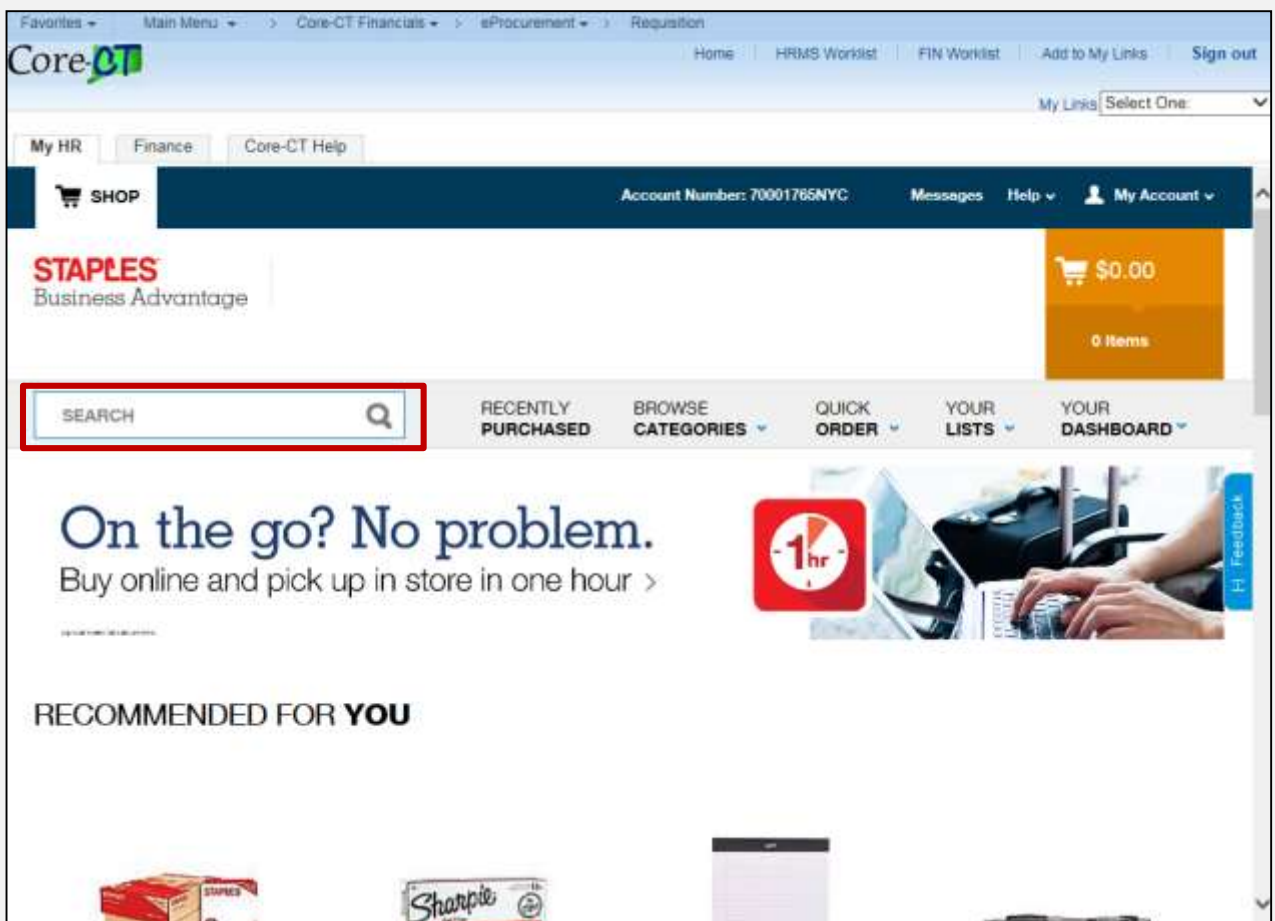 Favorites Main Menu > Core-CT Financials > eProcurement > Requisition
Core-CT
Home HRMS Worklist FIN Worklist Add to My Links Sign out
My Links Select One:
My HR Finance Core-CT Help
SHOP Account Number: 70001765NYC Messages Help My Account
STAPLES
Business Advantage
$0.00
0 Items
SEARCH
RECENTLY PURCHASED
BROWSE CATEGORIES
QUICK ORDER
YOUR LISTS
YOUR DASHBOARD
On the go? No problem.
Buy online and pick up in store in one hour >
1hr
[-] Feedback
RECOMMENDED FOR YOU
STAPLES
Sharpie